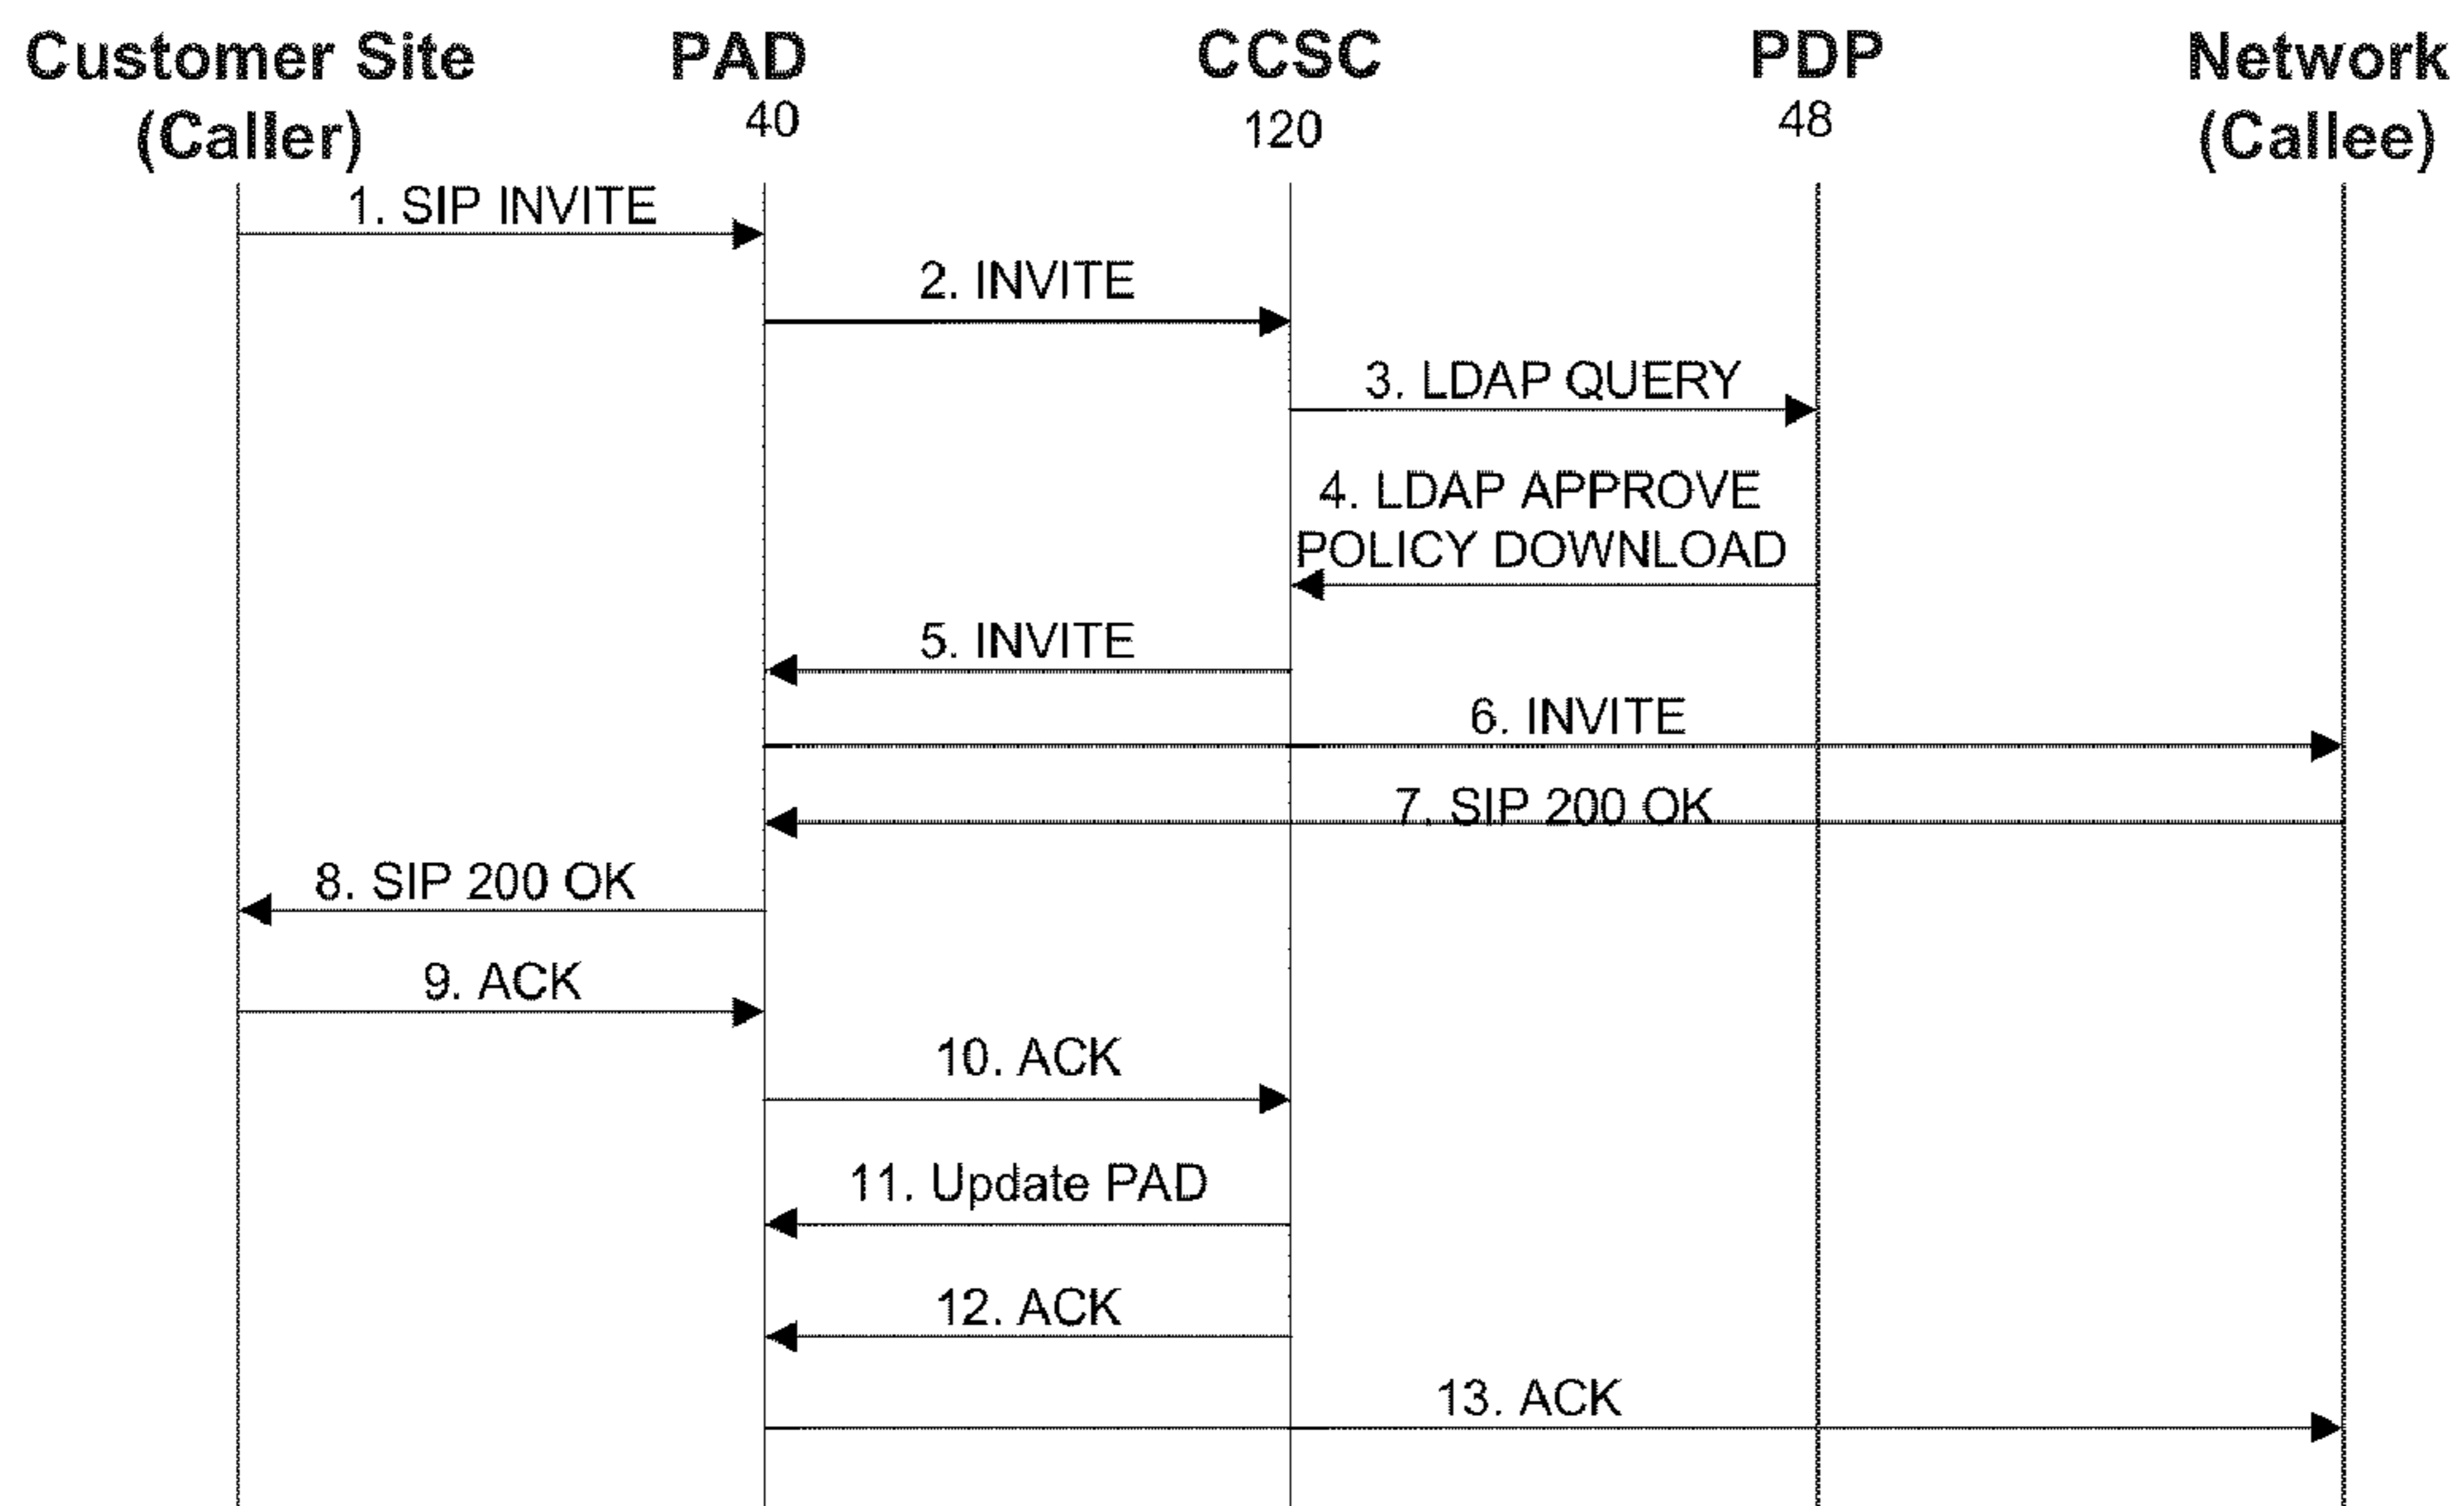 Customer Site
(Caller)
PAD
40
CCSC
120
PDP
48
Network
(Callee)
1. SIP INVITE
2. INVITE
3. LDAP QUERY
4. LDAP APPROVE
POLICY DOWNLOAD
5. INVITE
6. INVITE
7. SIP 200 OK
8. SIP 200 OK
9. ACK
10. ACK
11. Update PAD
12. ACK
13. ACK